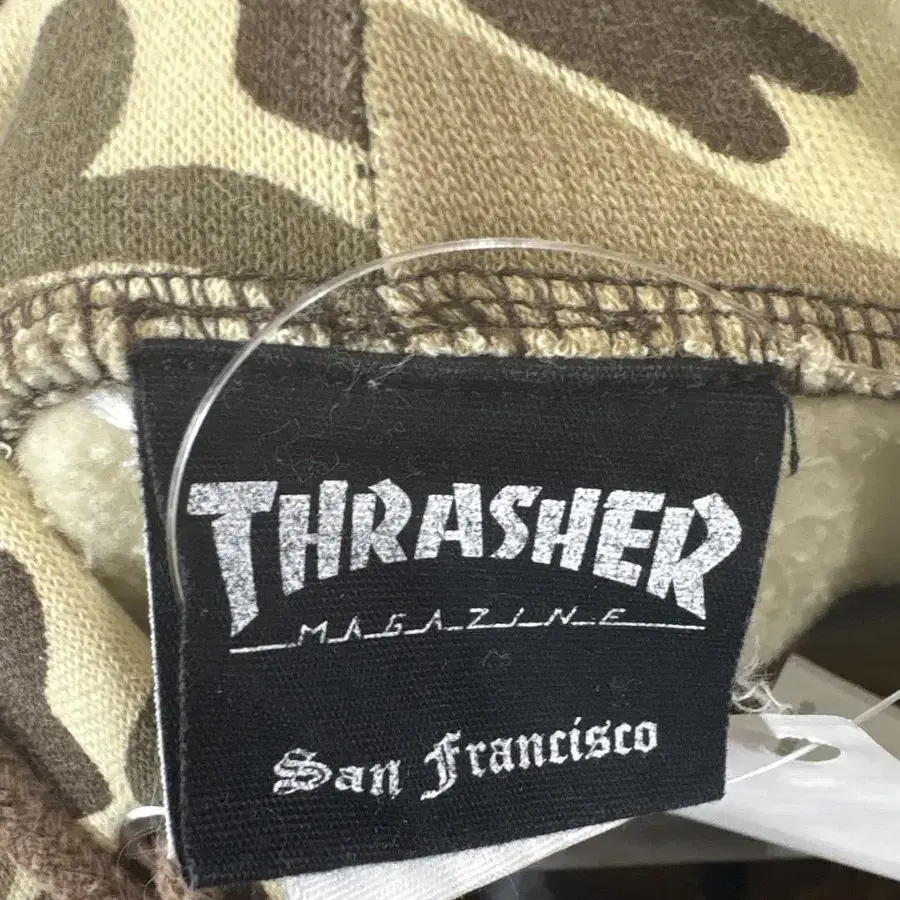 THRASHER
MAGAZINE
San Francisco